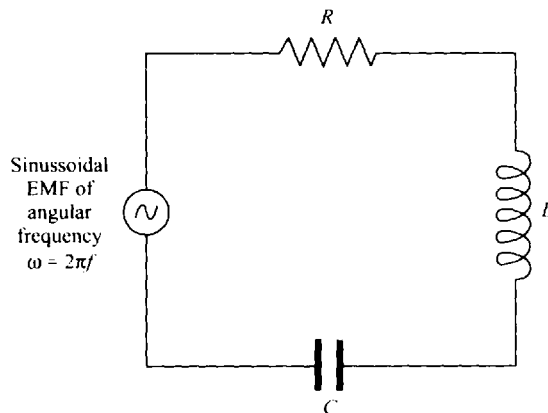 R
Sinussoidal
EMF of
angular
frequency
ω = 2πf
C